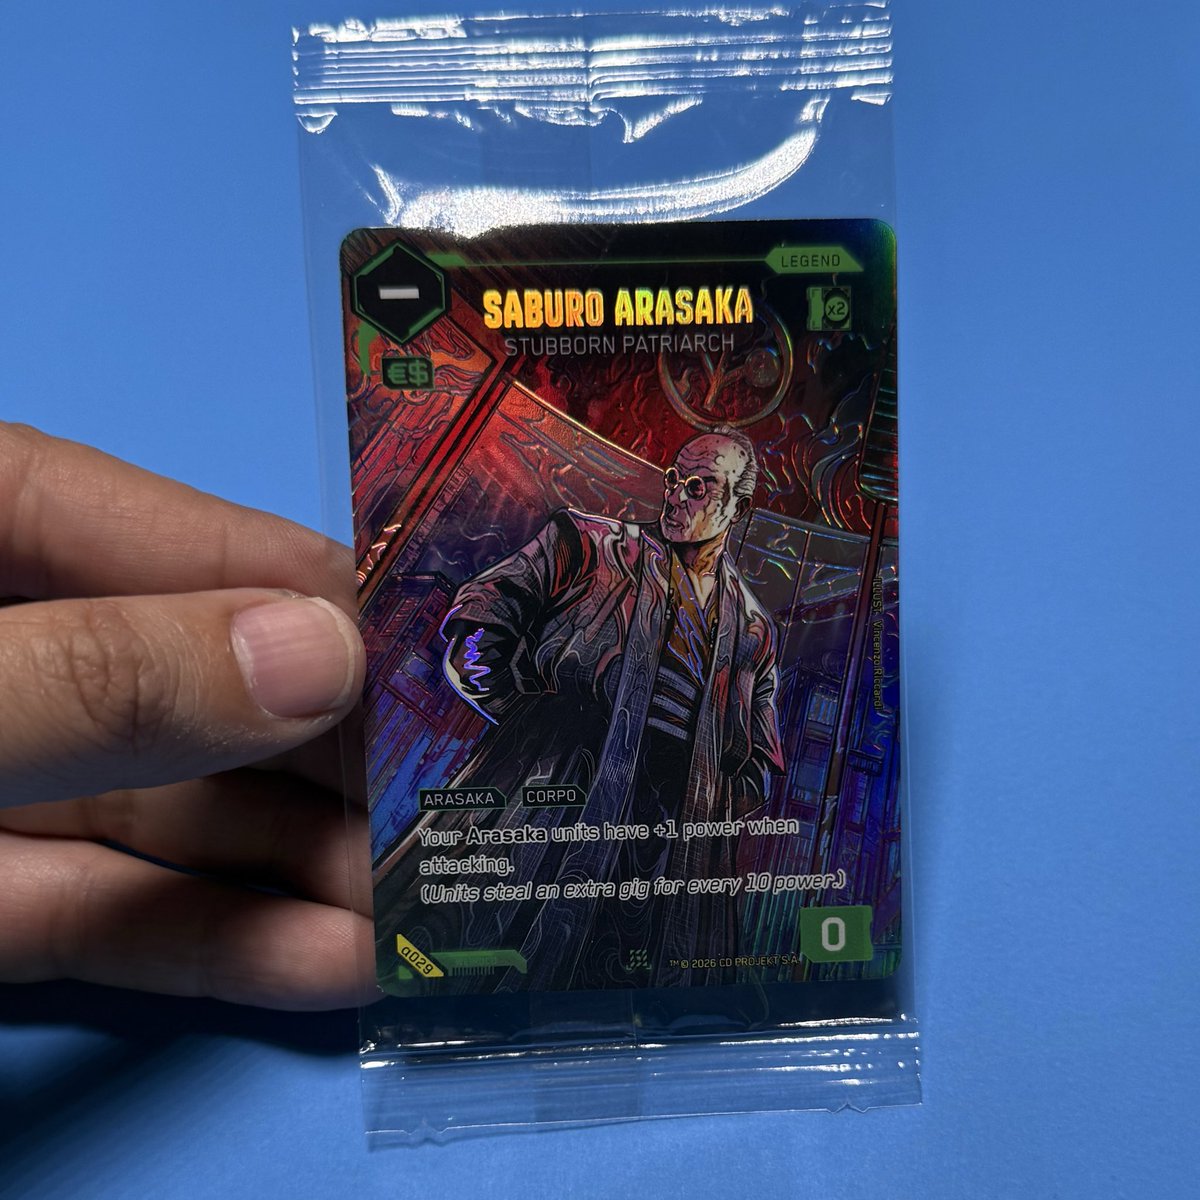 LEGEND
—
SABURO ARASAKA
x2
STUBBORN PATRIARCH
€$
ILLUST. Vincenzo Riccardi
ARASAKA CORPO
Your Arasaka units have +1 power when
attacking.
(Units steal an extra gig for every 10 power.)
0
α029
™ © 2026 CD PROJEKT S.A.